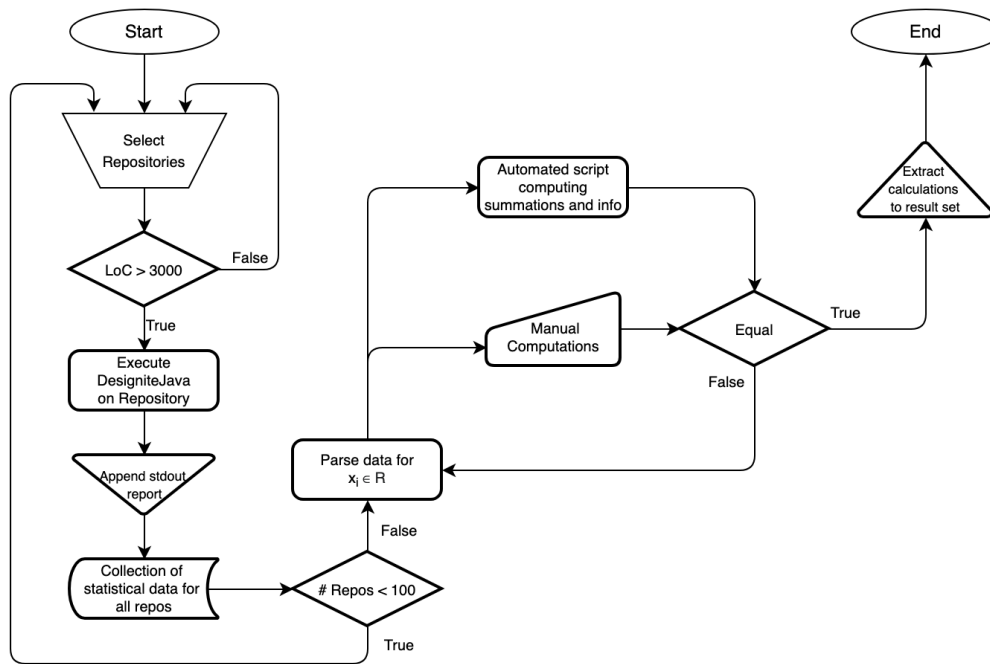 Start
End
Select
Repositories
LoC > 3000
False
True
Execute
DesigniteJava
on Repository
Append stdout
report
Collection of
statistical data for
all repos
# Repos < 100
True
False
Parse data for
xᵢ ∈ R
Automated script
computing
summations and info
Manual
Computations
Equal
True
False
Extract
calculations
to result set